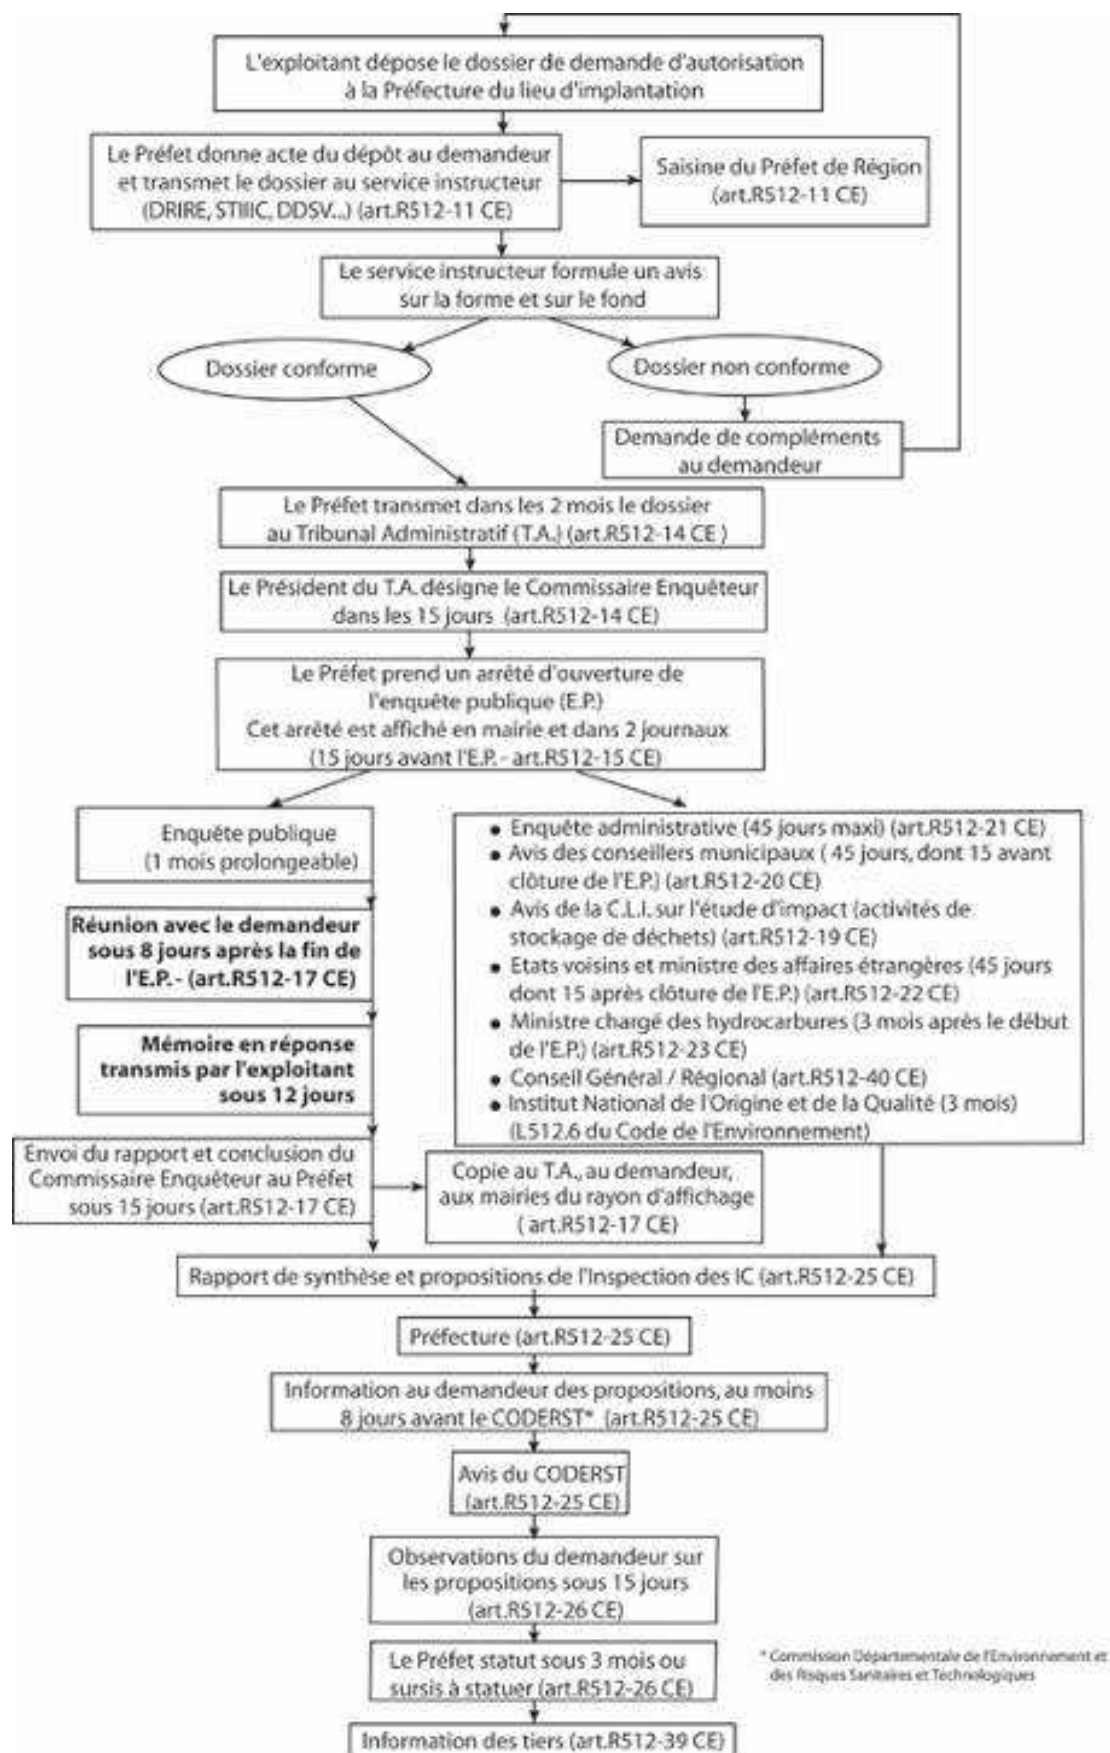 L'exploitant dépose le dossier de demande d'autorisation
à la Préfecture du lieu d'implantation
Le Préfet donne acte du dépôt au demandeur
et transmet le dossier au service instructeur
(DRIRE, STIIIC, DDSV...) (art.R512-11 CE)
Saisine du Préfet de Région
(art.R512-11 CE)
Le service instructeur formule un avis
sur la forme et sur le fond
Dossier conforme
Dossier non conforme
Demande de compléments
au demandeur
Le Préfet transmet dans les 2 mois le dossier
au Tribunal Administratif (T.A.) (art.R512-14 CE )
Le Président du T.A. désigne le Commissaire Enquêteur
dans les 15 jours (art.R512-14 CE)
Le Préfet prend un arrêté d'ouverture de
l'enquête publique (E.P.)
Cet arrêté est affiché en mairie et dans 2 journaux
(15 jours avant l'E.P. - art.R512-15 CE)
Enquête publique
(1 mois prolongeable)
Réunion avec le demandeur
sous 8 jours après la fin de
l'E.P. - (art.R512-17 CE)
Mémoire en réponse
transmis par l'exploitant
sous 12 jours
Envoi du rapport et conclusion du
Commissaire Enquêteur au Préfet
sous 15 jours (art.R512-17 CE)
• Enquête administrative (45 jours maxi) (art.R512-21 CE)
• Avis des conseillers municipaux ( 45 jours, dont 15 avant
clôture de l'E.P.) (art.R512-20 CE)
• Avis de la C.L.I. sur l'étude d'impact (activités de
stockage de déchets) (art.R512-19 CE)
• Etats voisins et ministre des affaires étrangères (45 jours
dont 15 après clôture de l'E.P.) (art.R512-22 CE)
• Ministre chargé des hydrocarbures (3 mois après le début
de l'E.P.) (art.R512-23 CE)
• Conseil Général / Régional (art.R512-40 CE)
• Institut National de l'Origine et de la Qualité (3 mois)
(L512.6 du Code de l'Environnement)
Copie au T.A., au demandeur,
aux mairies du rayon d'affichage
( art.R512-17 CE)
Rapport de synthèse et propositions de l'Inspection des IC (art.R512-25 CE)
Préfecture (art.R512-25 CE)
Information au demandeur des propositions, au moins
8 jours avant le CODERST* (art.R512-25 CE)
Avis du CODERST
(art.R512-25 CE)
Observations du demandeur sur
les propositions sous 15 jours
(art.R512-26 CE)
Le Préfet statut sous 3 mois ou
sursis à statuer (art.R512-26 CE)
* Commission Départementale de l'Environnement et
des Risques Sanitaires et Technologiques
Information des tiers (art.R512-39 CE)